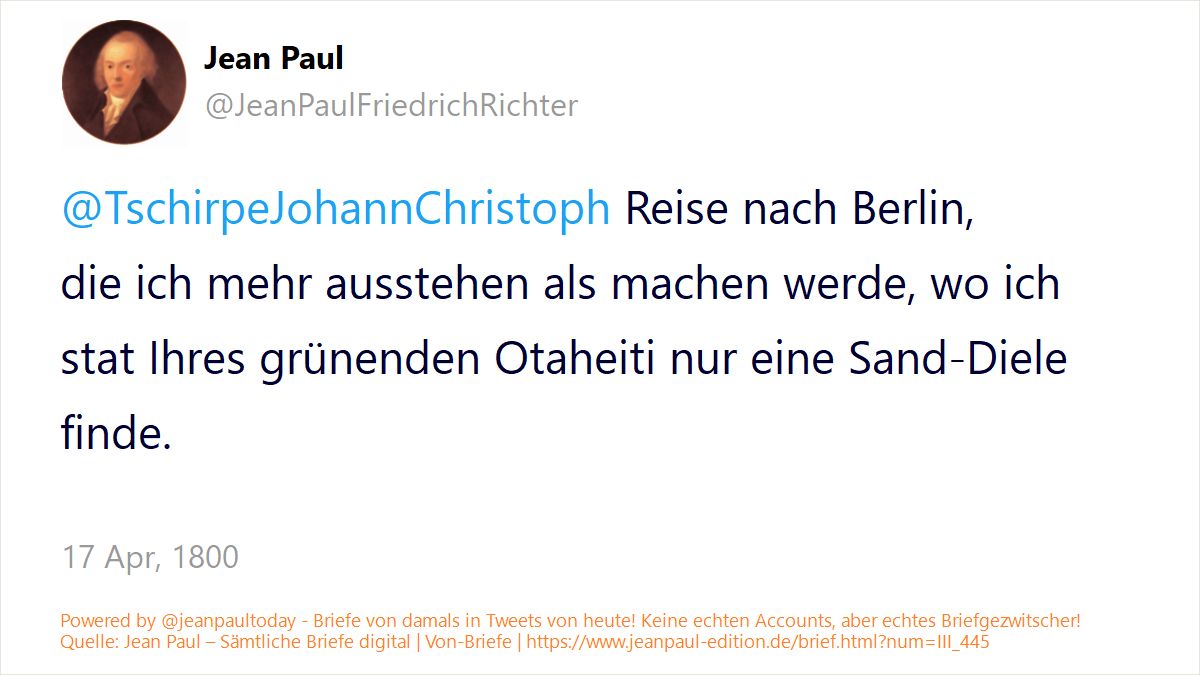 Jean Paul
@JeanPaulFriedrichRichter
@TschirpeJohannChristoph Reise nach Berlin,
die ich mehr ausstehen als machen werde, wo ich
stat Ihres grünenden Otaheiti nur eine Sand-Diele
finde.
17 Apr, 1800
Powered by @jeanpaultoday - Briefe von damals in Tweets von heute! Keine echten Accounts, aber echtes Briefgezwitscher!
Quelle: Jean Paul – Sämtliche Briefe digital | Von-Briefe | https://www.jeanpaul-edition.de/brief.html?num=III_445